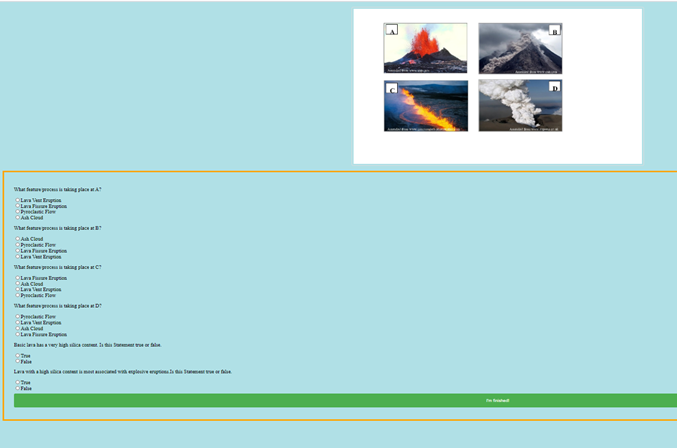 A
B
C
D
What feature/process is taking place at A?
Lava Vent Eruption
Lava Fissure Eruption
Pyroclastic Flow
Ash Cloud
What feature/process is taking place at B?
Ash Cloud
Pyroclastic Flow
Lava Fissure Eruption
Lava Vent Eruption
What feature/process is taking place at C?
Lava Fissure Eruption
Ash Cloud
Lava Vent Eruption
Pyroclastic Flow
What feature/process is taking place at D?
Pyroclastic Flow
Lava Vent Eruption
Ash Cloud
Lava Fissure Eruption
Basic lava has a very high silica content. Is this Statement true or false.
True
False
Lava with a high silica content is most associated with explosive eruptions.Is this Statement true or false.
True
False
I'm finished!